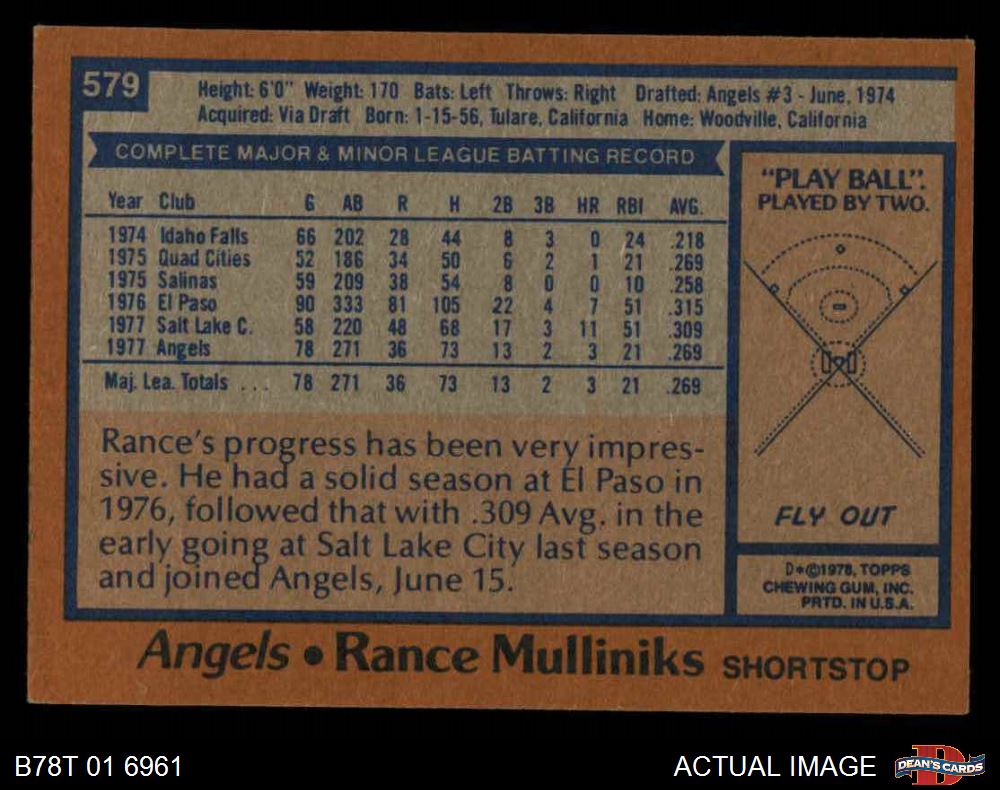 579
Height: 6'0" Weight: 170 Bats: Left Throws: Right Drafted: Angels #3 - June, 1974
Acquired: Via Draft Born: 1-15-56, Tulare, California Home: Woodville, California
COMPLETE MAJOR & MINOR LEAGUE BATTING RECORD
Year Club G AB R H 2B 3B HR RBI AVG.
1974 Idaho Falls 66 202 28 44 8 3 0 24 .218
1975 Quad Cities 52 186 34 50 6 2 1 21 .269
1975 Salinas 59 209 38 54 8 0 0 10 .258
1976 El Paso 90 333 81 105 22 4 7 51 .315
1977 Salt Lake C. 58 220 48 68 17 3 11 51 .309
1977 Angels 78 271 36 73 13 2 3 21 .269
Maj. Lea. Totals ... 78 271 36 73 13 2 3 21 .269
Rance's progress has been very impres-
sive. He had a solid season at El Paso in
1976, followed that with .309 Avg. in the
early going at Salt Lake City last season
and joined Angels, June 15.
"PLAY BALL".
PLAYED BY TWO.
FLY OUT
D*©1978, TOPPS
CHEWING GUM, INC.
PRTD. IN U.S.A.
Angels • Rance Mulliniks SHORTSTOP
B78T 01 6961
ACTUAL IMAGE
DEAN'S CARDS